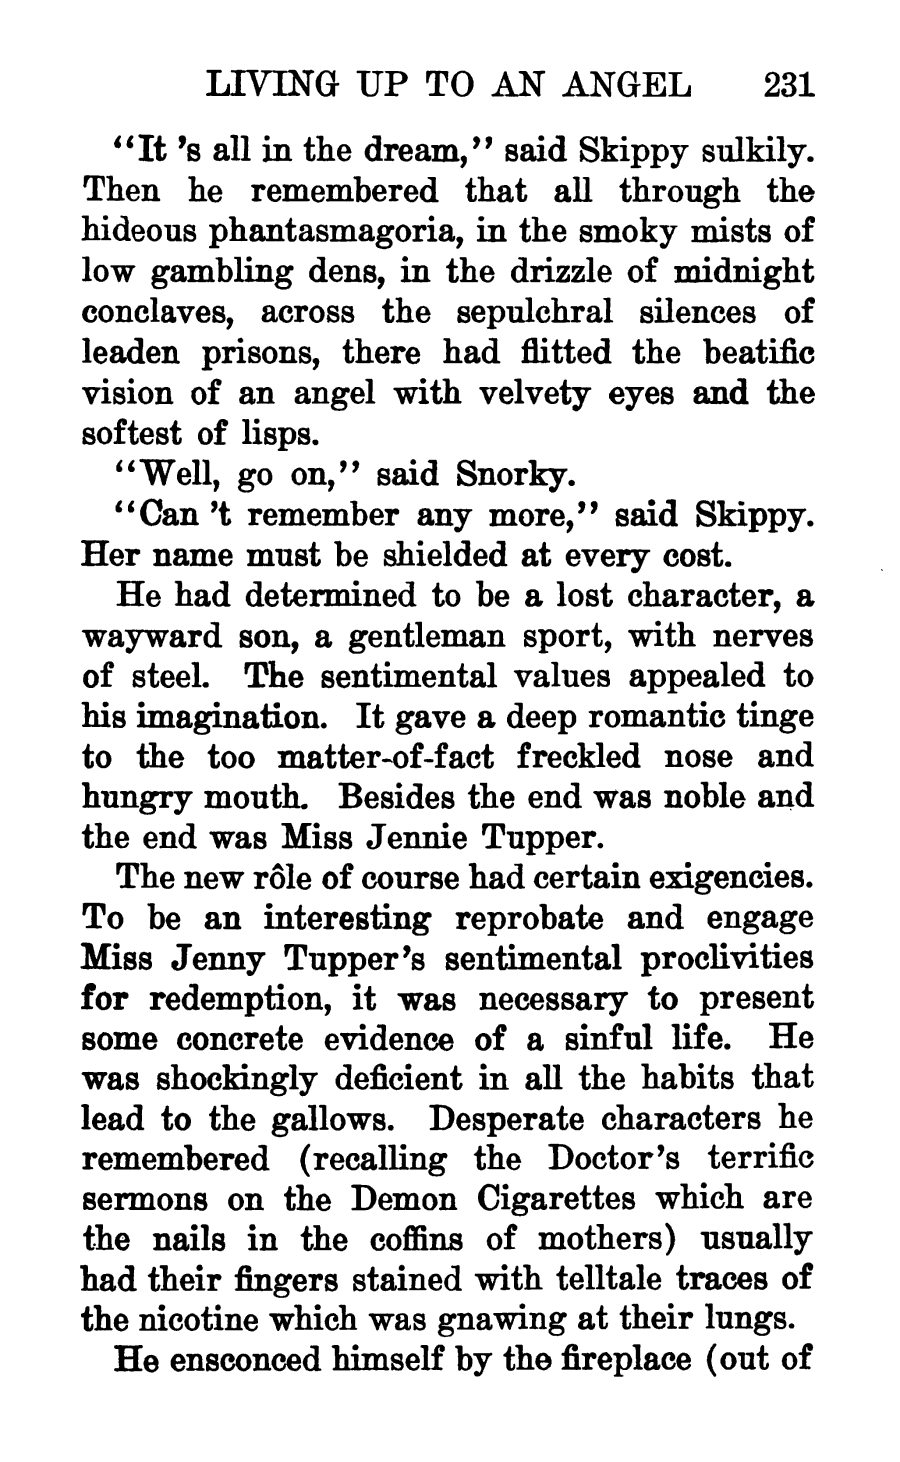 LIVING UP TO AN ANGEL 231
"It 's all in the dream," said Skippy sulkily.
Then he remembered that all through the
hideous phantasmagoria, in the smoky mists of
low gambling dens, in the drizzle of midnight
conclaves, across the sepulchral silences of
leaden prisons, there had flitted the beatific
vision of an angel with velvety eyes and the
softest of lisps.
"Well, go on," said Snorky.
"Can 't remember any more," said Skippy.
Her name must be shielded at every cost.
He had determined to be a lost character, a
wayward son, a gentleman sport, with nerves
of steel. The sentimental values appealed to
his imagination. It gave a deep romantic tinge
to the too matter-of-fact freckled nose and
hungry mouth. Besides the end was noble and
the end was Miss Jennie Tupper.
The new rôle of course had certain exigencies.
To be an interesting reprobate and engage
Miss Jenny Tupper's sentimental proclivities
for redemption, it was necessary to present
some concrete evidence of a sinful life. He
was shockingly deficient in all the habits that
lead to the gallows. Desperate characters he
remembered (recalling the Doctor's terrific
sermons on the Demon Cigarettes which are
the nails in the coffins of mothers) usually
had their fingers stained with telltale traces of
the nicotine which was gnawing at their lungs.
He ensconced himself by the fireplace (out of